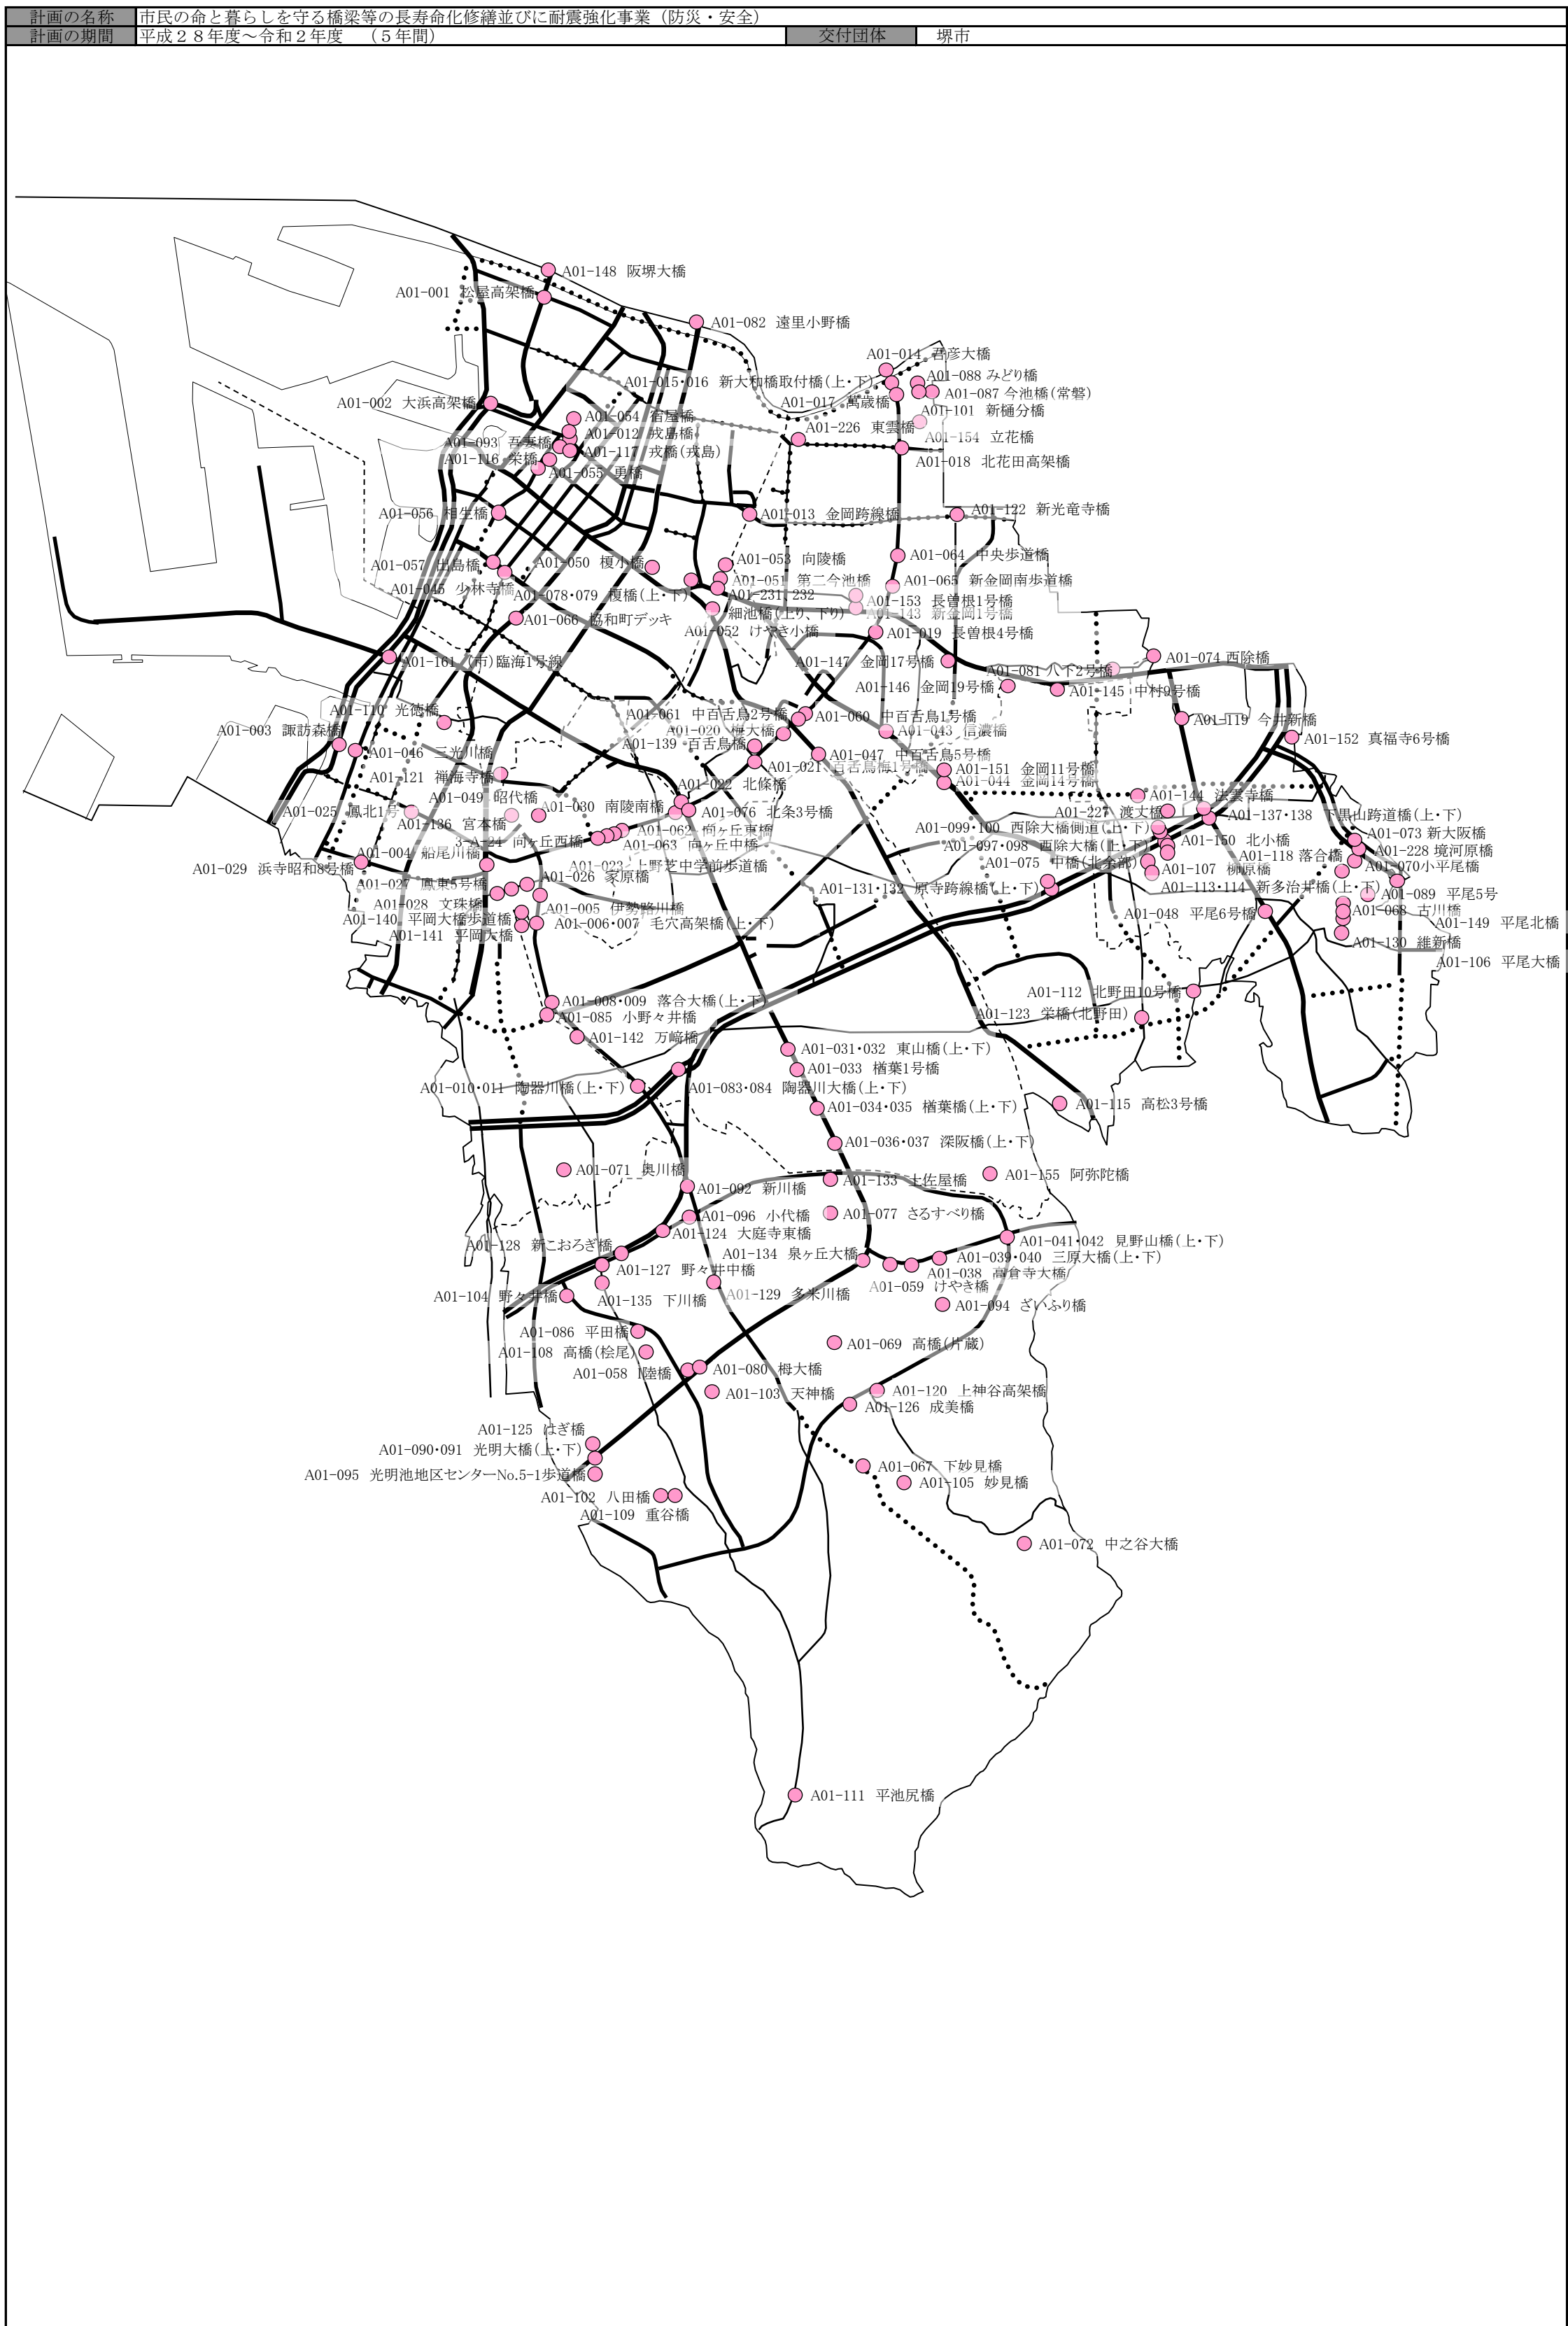 計画の名称 市民の命と暮らしを守る橋梁等の長寿命化修繕並びに耐震強化事業（防災・安全）
計画の期間 平成２８年度～令和２年度 （５年間） 交付団体 堺市
A01-148 阪堺大橋
A01-001 松屋高架橋
A01-082 遠里小野橋
A01-014 吾彦大橋
A01-015・016 新大和橋取付橋(上・下)
A01-088 みどり橋
A01-087 今池橋(常磐)
A01-017 萬歳橋
A01-002 大浜高架橋
A01-101 新樋分橋
A01-054 宿屋橋
A01-226 東雲橋
A01-012 戎島橋
A01-154 立花橋
A01-093 吾妻橋
A01-117 戎橋(戎島)
A01-116 栄橋
A01-018 北花田高架橋
A01-055 勇橋
A01-056 相生橋
A01-013 金岡跨線橋
A01-122 新光竜寺橋
A01-064 中央歩道橋
A01-053 向陵橋
A01-057 出島橋
A01-050 榎小橋
A01-051 第二今池橋
A01-065 新金岡南歩道橋
A01-045 少林寺橋
A01-078・079 榎橋(上・下)
A01-231、232
細池橋(上り、下り)
A01-153 長曽根1号橋
A01-143 新金岡1号橋
A01-066 協和町デッキ
A01-052 けやき小橋
A01-019 長曽根4号橋
A01-161 (市)臨海1号線
A01-147 金岡17号橋
A01-081 八下2号橋
A01-074 西除橋
A01-146 金岡19号橋
A01-145 中村9号橋
A01-110 光徳橋
A01-061 中百舌鳥2号橋
A01-060 中百舌鳥1号橋
A01-119 今井新橋
A01-003 諏訪森橋
A01-020 梅大橋
A01-043 信濃橋
A01-152 真福寺6号橋
A01-139 百舌鳥橋
A01-046 三光川橋
A01-047 中百舌鳥5号橋
A01-021 百舌鳥梅1号橋
A01-151 金岡11号橋
A01-121 禅海寺橋
A01-044 金岡14号橋
A01-022 北條橋
A01-049 昭代橋
A01-144 法雲寺橋
A01-025 鳳北1号
A01-030 南陵南橋
A01-076 北条3号橋
A01-227 渡丈橋
A01-137・138 下黒山跨道橋(上・下)
A01-136 宮本橋
A01-062 向ヶ丘東橋
A01-099・100 西除大橋側道(上・下)
A01-073 新大阪橋
3-A-24 向ヶ丘西橋
A01-063 向ヶ丘中橋
A01-097・098 西除大橋(上・下)
A01-150 北小橋
A01-228 境河原橋
A01-004 船尾川橋
A01-118 落合橋
A01-029 浜寺昭和8号橋
A01-023 上野芝中学前歩道橋
A01-075 中橋(北余部)
A01-107 柳原橋
A01-070小平尾橋
A01-027 鳳東5号橋
A01-026 家原橋
A01-131・132 原寺跨線橋(上・下)
A01-113・114 新多治井橋(上・下)
A01-089 平尾5号
A01-028 文珠橋
A01-005 伊勢路川橋
A01-048 平尾6号橋
A01-068 古川橋
A01-140 平岡大橋歩道橋
A01-006・007 毛穴高架橋(上・下)
A01-149 平尾北橋
A01-141 平岡大橋
A01-130 維新橋
A01-106 平尾大橋
A01-112 北野田10号橋
A01-008・009 落合大橋(上・下)
A01-085 小野々井橋
A01-123 栄橋(北野田)
A01-142 万﨑橋
A01-031・032 東山橋(上・下)
A01-033 楢葉1号橋
A01-010・011 陶器川橋(上・下)
A01-083・084 陶器川大橋(上・下)
A01-034・035 楢葉橋(上・下)
A01-115 高松3号橋
A01-036・037 深阪橋(上・下)
A01-071 奥川橋
A01-155 阿弥陀橋
A01-092 新川橋
A01-133 土佐屋橋
A01-096 小代橋
A01-077 さるすべり橋
A01-124 大庭寺東橋
A01-128 新こおろぎ橋
A01-041・042 見野山橋(上・下)
A01-134 泉ヶ丘大橋
A01-039・040 三原大橋(上・下)
A01-127 野々井中橋
A01-038 高倉寺大橋
A01-059 けやき橋
A01-104 野々井橋
A01-135 下川橋
A01-129 多米川橋
A01-094 ざいふり橋
A01-086 平田橋
A01-108 高橋(桧尾)
A01-069 高橋(片蔵)
A01-058 1陸橋
A01-080 栂大橋
A01-103 天神橋
A01-120 上神谷高架橋
A01-126 成美橋
A01-125 はぎ橋
A01-090・091 光明大橋(上・下)
A01-095 光明池地区センターNo.5-1歩道橋
A01-067 下妙見橋
A01-105 妙見橋
A01-102 八田橋
A01-109 重谷橋
A01-072 中之谷大橋
A01-111 平池尻橋